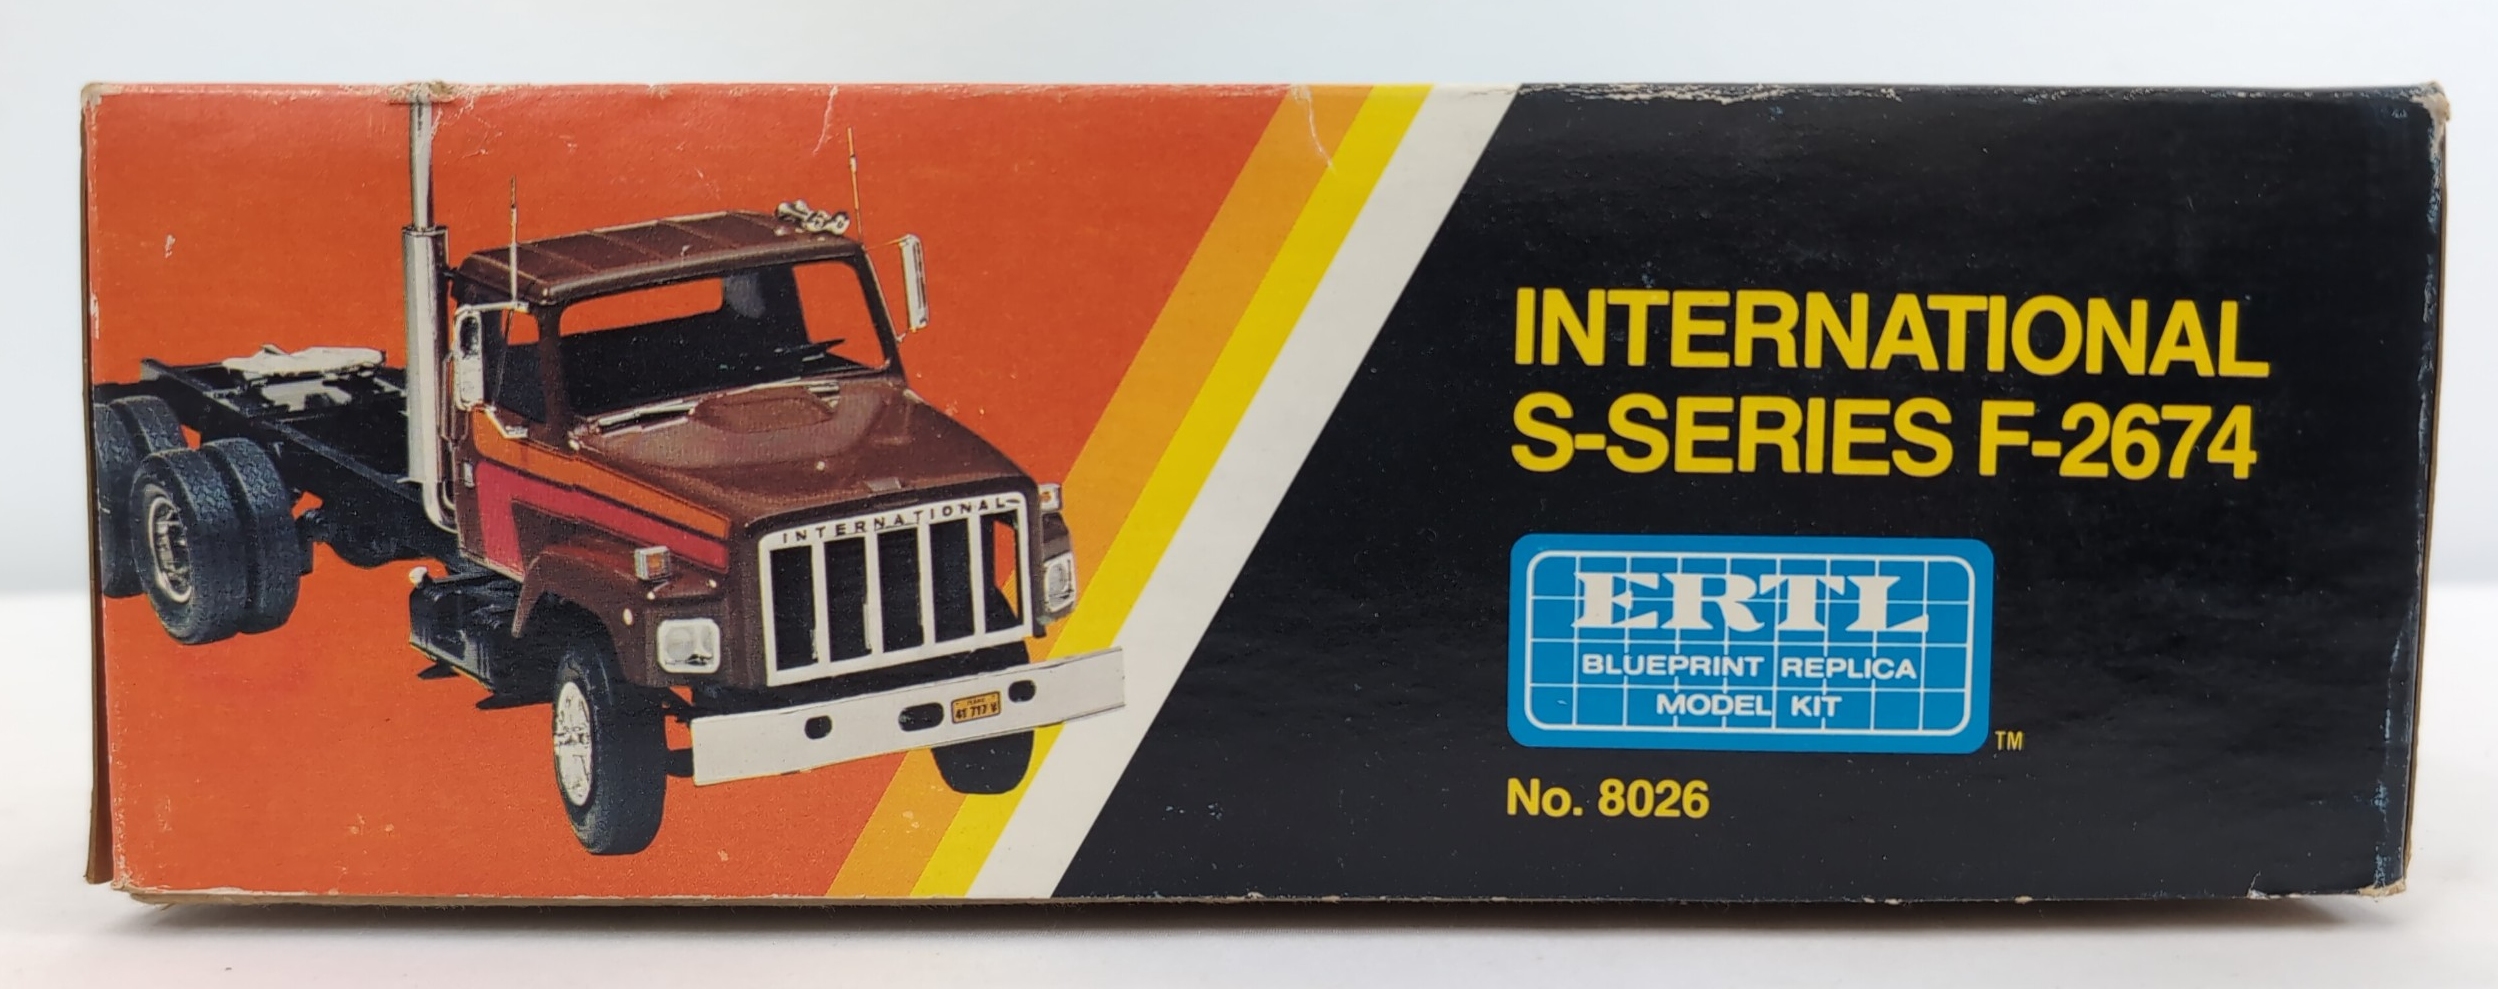 INTERNATIONAL
S-SERIES F-2674
ERTL
BLUEPRINT REPLICA
MODEL KIT
TM
No. 8026
INTERNATIONAL